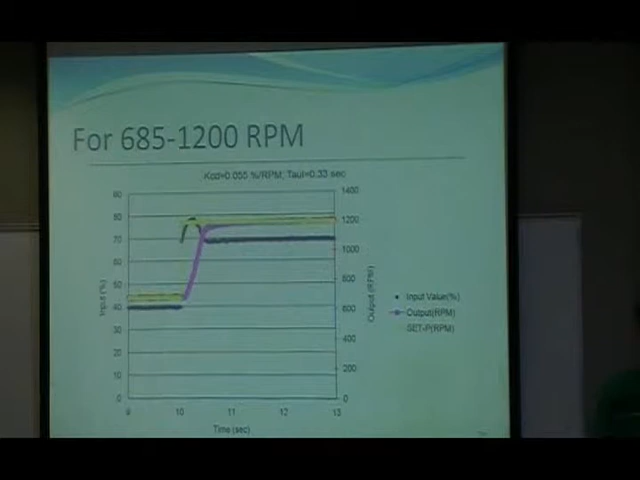 For 685-1200 RPM
Kcd=0.055 %/RPM; TauI=0.33 sec
90
80
70
60
50
40
30
20
10
0
Input (%)
1400
1200
1000
800
600
400
200
0
Output (RPM)
9 10 11 12 13
Time (sec)
Input Value(%)
Output(RPM)
SET-P(RPM)